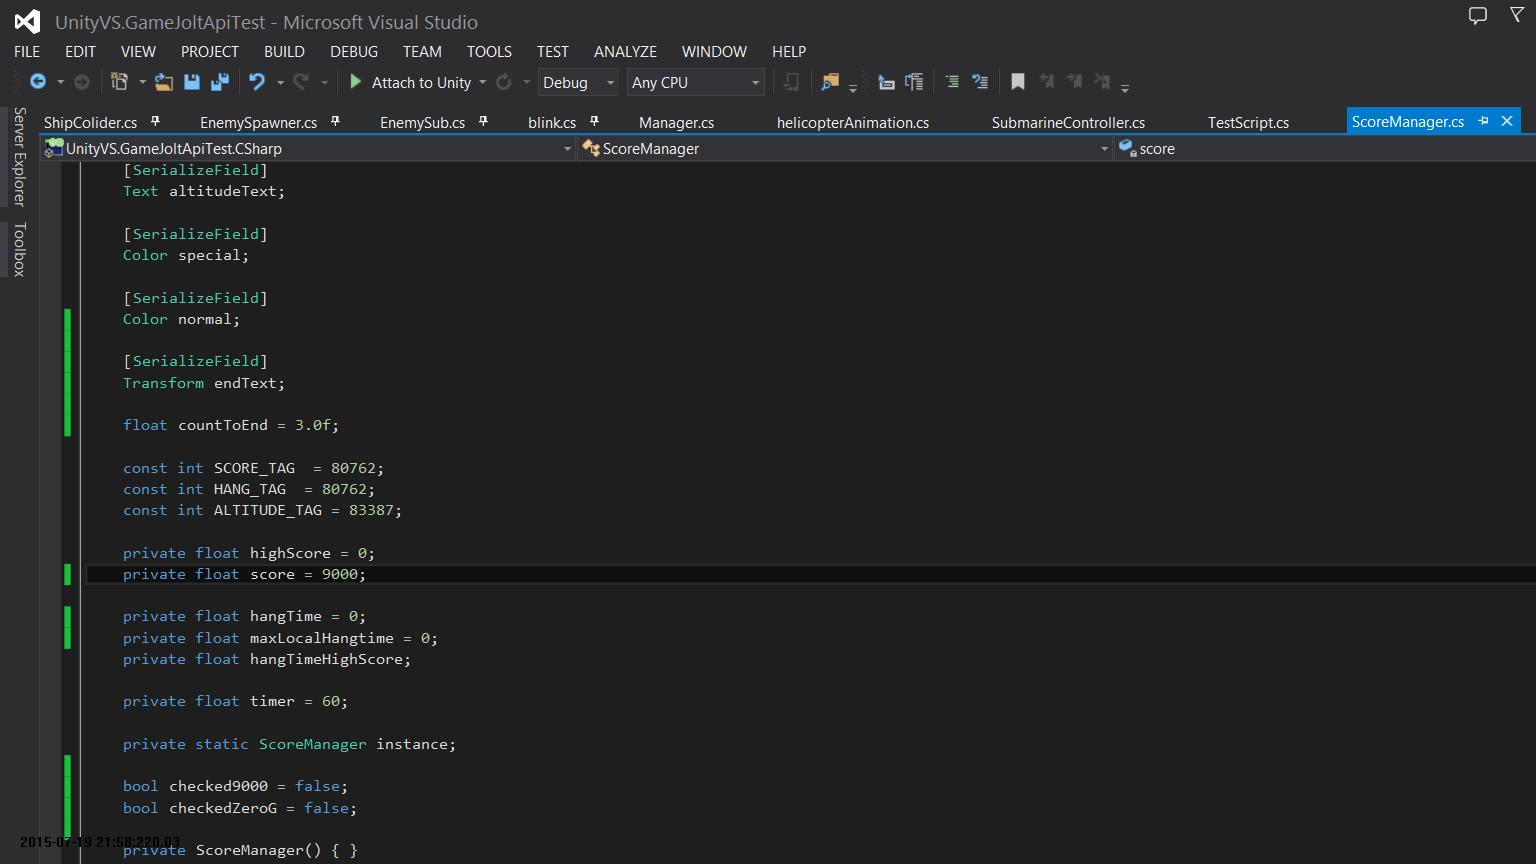 UnityVS.GameJoltApiTest - Microsoft Visual Studio
FILE EDIT VIEW PROJECT BUILD DEBUG TEAM TOOLS TEST ANALYZE WINDOW HELP
Attach to Unity Debug Any CPU
Server Explorer
Toolbox
ShipColider.cs EnemySpawner.cs EnemySub.cs blink.cs Manager.cs helicopterAnimation.cs SubmarineController.cs TestScript.cs ScoreManager.cs
UnityVS.GameJoltApiTest.CSharp ScoreManager score
[SerializeField]
Text altitudeText;
[SerializeField]
Color special;
[SerializeField]
Color normal;
[SerializeField]
Transform endText;
float countToEnd = 3.0f;
const int SCORE_TAG  = 80762;
const int HANG_TAG  = 80762;
const int ALTITUDE_TAG = 83387;
private float highScore = 0;
private float score = 9000;
private float hangTime = 0;
private float maxLocalHangtime = 0;
private float hangTimeHighScore;
private float timer = 60;
private static ScoreManager instance;
bool checked9000 = false;
bool checkedZeroG = false;
2015-07-19 21:58:220.03
private ScoreManager() { }